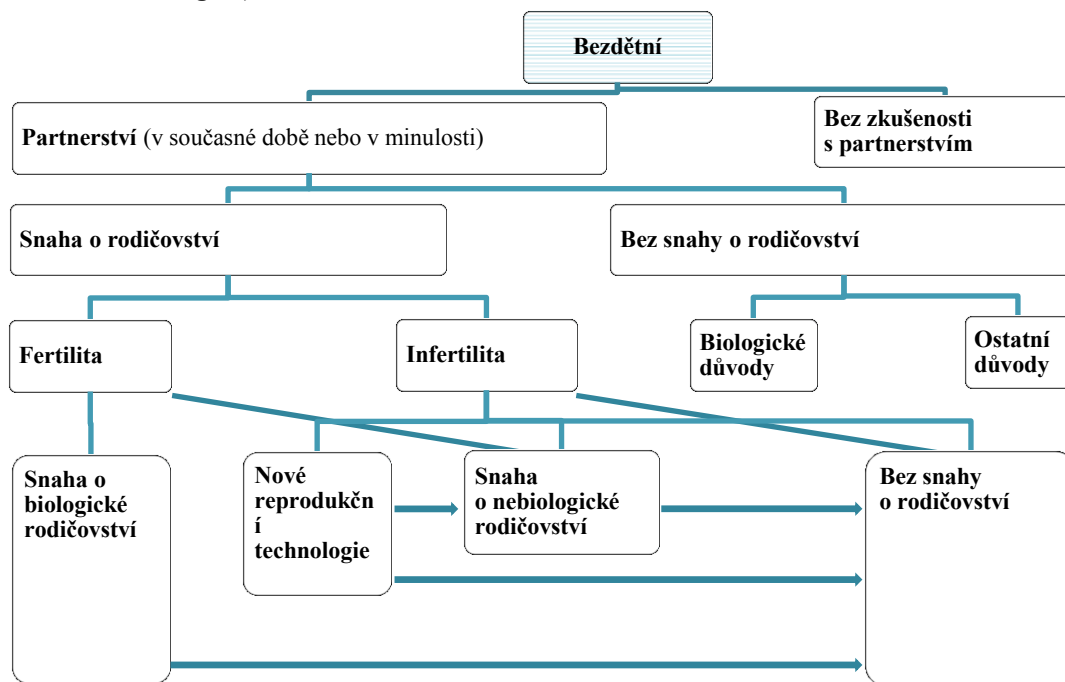 Bezdětní
Partnerství (v současné době nebo v minulosti)
Bez zkušenosti
s partnerstvím
Snaha o rodičovství
Bez snahy o rodičovství
Fertilita
Infertilita
Biologické
důvody
Ostatní
důvody
Snaha o
biologické
rodičovství
Nové
reprodukčn
í
technologie
Snaha
o nebiologické
rodičovství
Bez snahy
o rodičovství